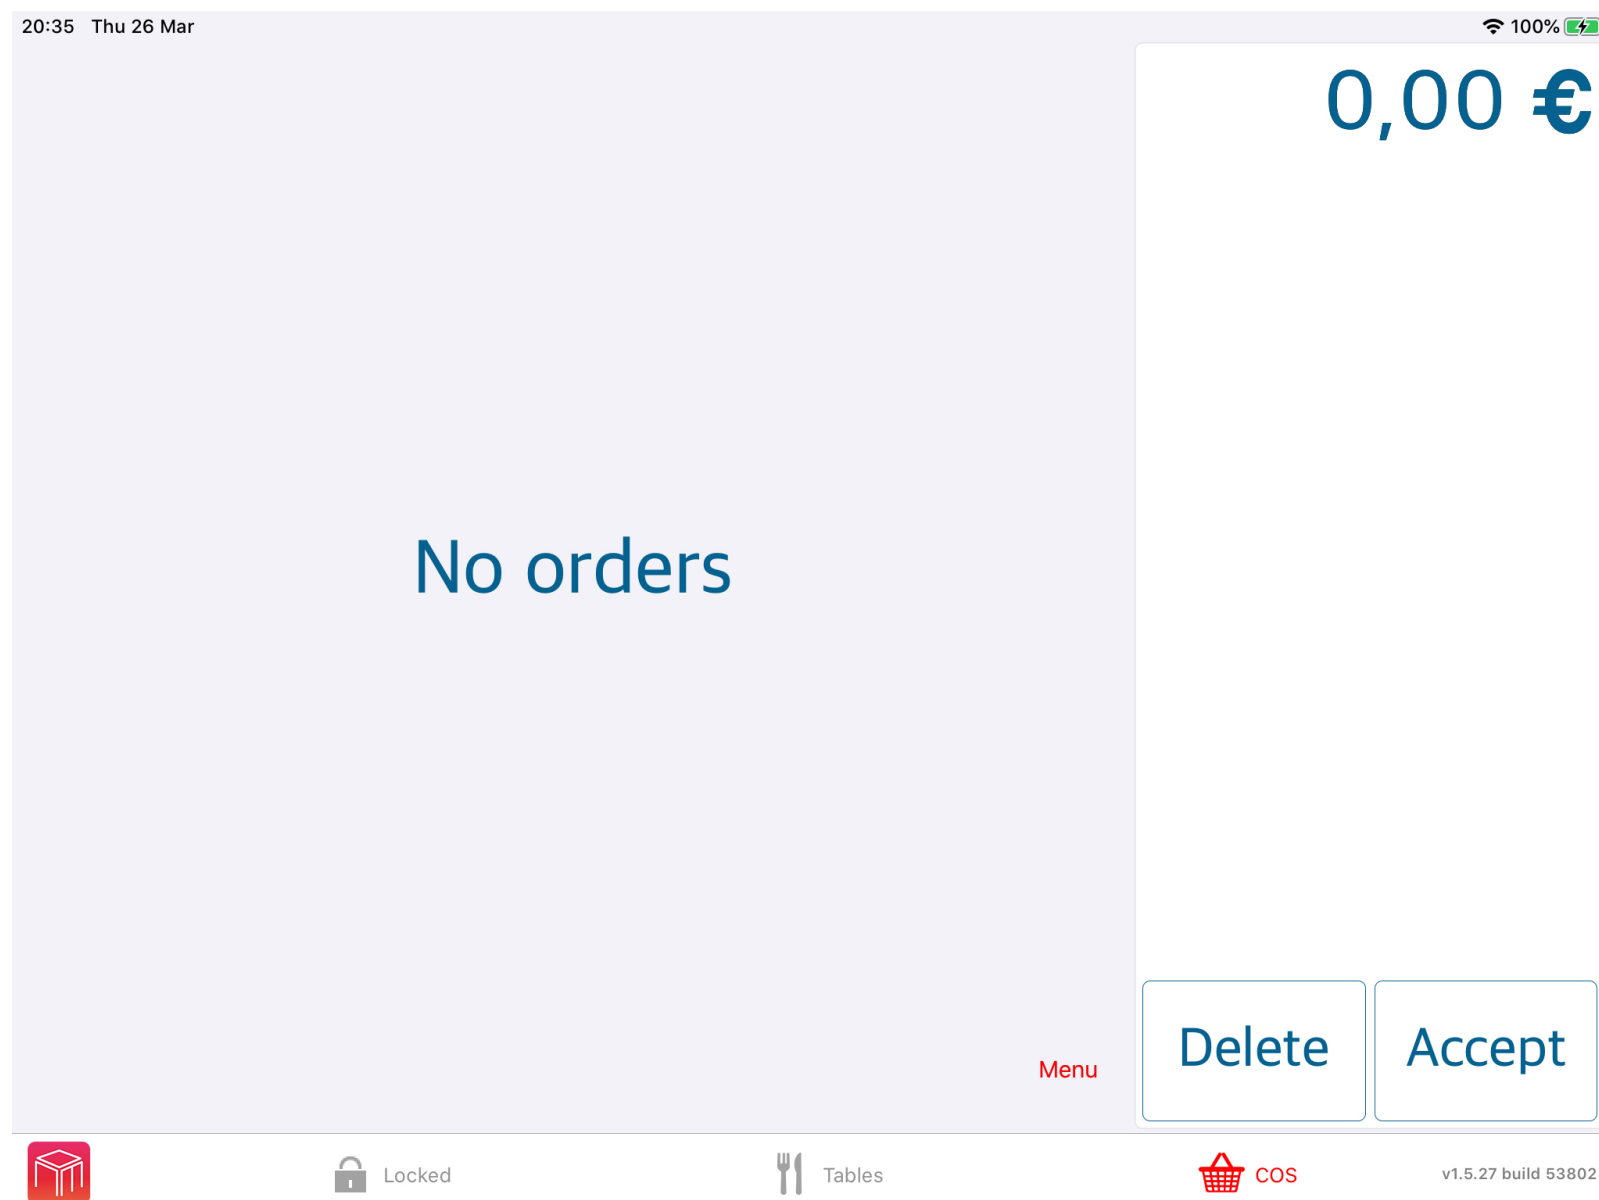 20:35 Thu 26 Mar
100%
0,00 €
No orders
Menu
Delete
Accept
Locked
Tables
COS
v1.5.27 build 53802